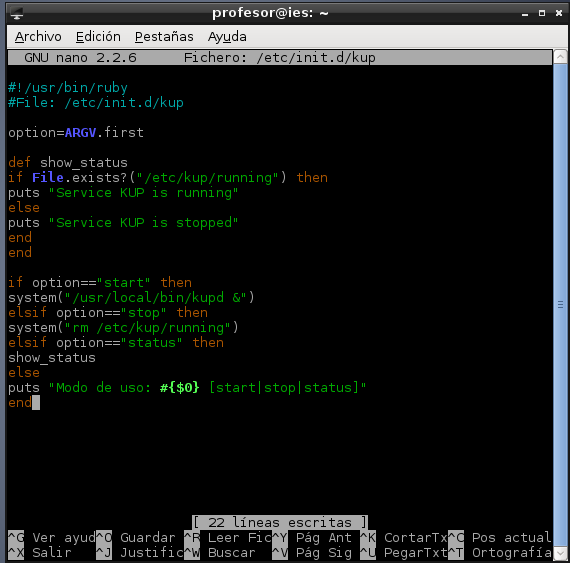 profesor@ies: ~
Archivo Edición Pestañas Ayuda
GNU nano 2.2.6 Fichero: /etc/init.d/kup
#!/usr/bin/ruby
#File: /etc/init.d/kup
option=ARGV.first
def show_status
if File.exists?("/etc/kup/running") then
puts "Service KUP is running"
else
puts "Service KUP is stopped"
end
end
if option=="start" then
system("/usr/local/bin/kupd &")
elsif option=="stop" then
system("rm /etc/kup/running")
elsif option=="status" then
show_status
else
puts "Modo de uso: #{$0} [start|stop|status]"
end
[ 22 líneas escritas ]
^G Ver ayud^O Guardar ^R Leer Fic^Y Pág Ant ^K CortarTx^C Pos actual
^X Salir ^J Justific^W Buscar ^V Pág Sig ^U PegarTxt^T Ortografía